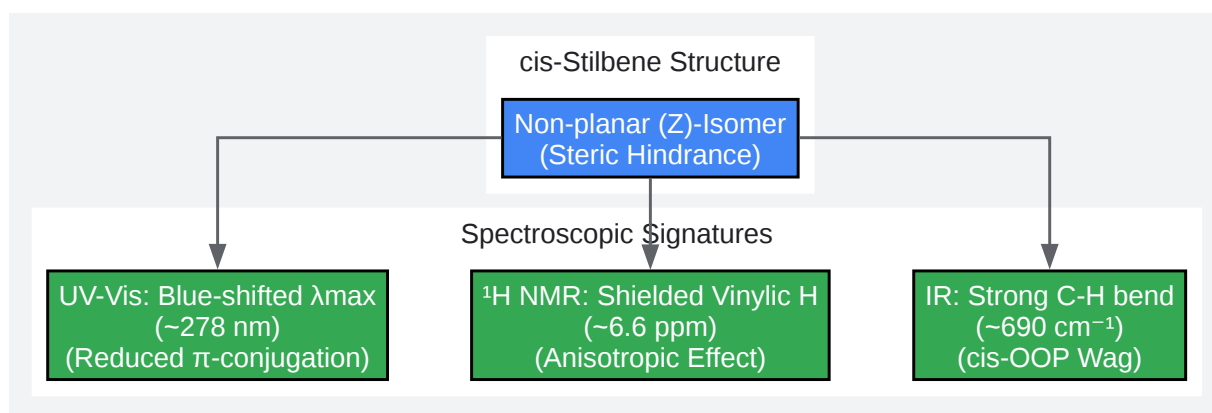 cis-Stilbene Structure
Non-planar (Z)-Isomer
(Steric Hindrance)
Spectroscopic Signatures
UV-Vis: Blue-shifted λmax
(~278 nm)
(Reduced π-conjugation)
¹H NMR: Shielded Vinylic H
(~6.6 ppm)
(Anisotropic Effect)
IR: Strong C-H bend
(~690 cm⁻¹)
(cis-OOP Wag)